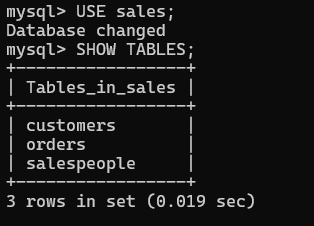 mysql> USE sales;
Database changed
mysql> SHOW TABLES;
+-----------------+
| Tables_in_sales |
+-----------------+
| customers       |
| orders          |
| salespeople     |
+-----------------+
3 rows in set (0.019 sec)